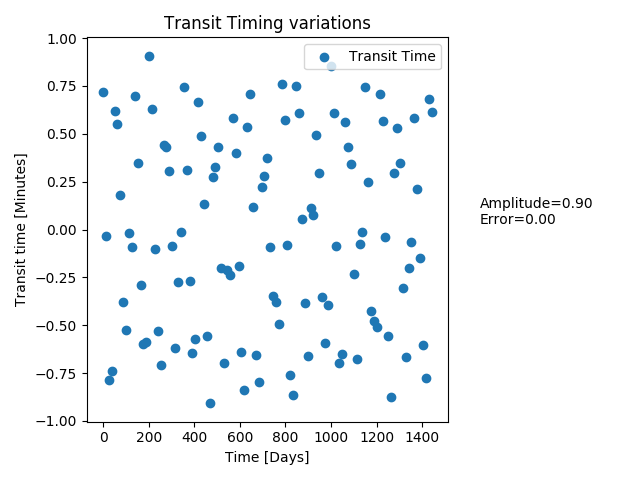 Transit Timing variations
1.00
0.75
0.50
0.25
0.00
−0.25
−0.50
−0.75
−1.00
Transit time [Minutes]
Transit Time
0
200
400
600
800
1000
1200
1400
Time [Days]
Amplitude=0.90
Error=0.00